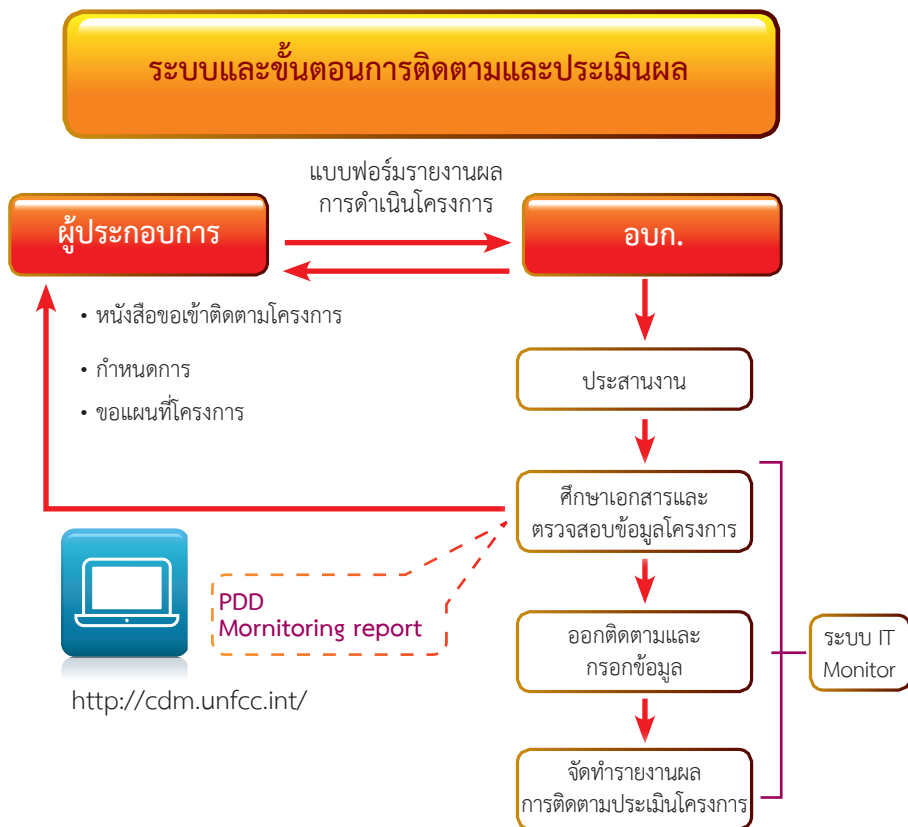 ระบบและขั้นตอนการติดตามและประเมินผล
แบบฟอร์มรายงานผล
การดำเนินโครงการ
ผู้ประกอบการ
อบก.
• หนังสือขอเข้าติดตามโครงการ
• กำหนดการ
• ขอแผนที่โครงการ
ประสานงาน
ศึกษาเอกสารและ
ตรวจสอบข้อมูลโครงการ
PDD
Mornitoring report
http://cdm.unfcc.int/
ออกติดตามและ
กรอกข้อมูล
ระบบ IT
Monitor
จัดทำรายงานผล
การติดตามประเมินโครงการ